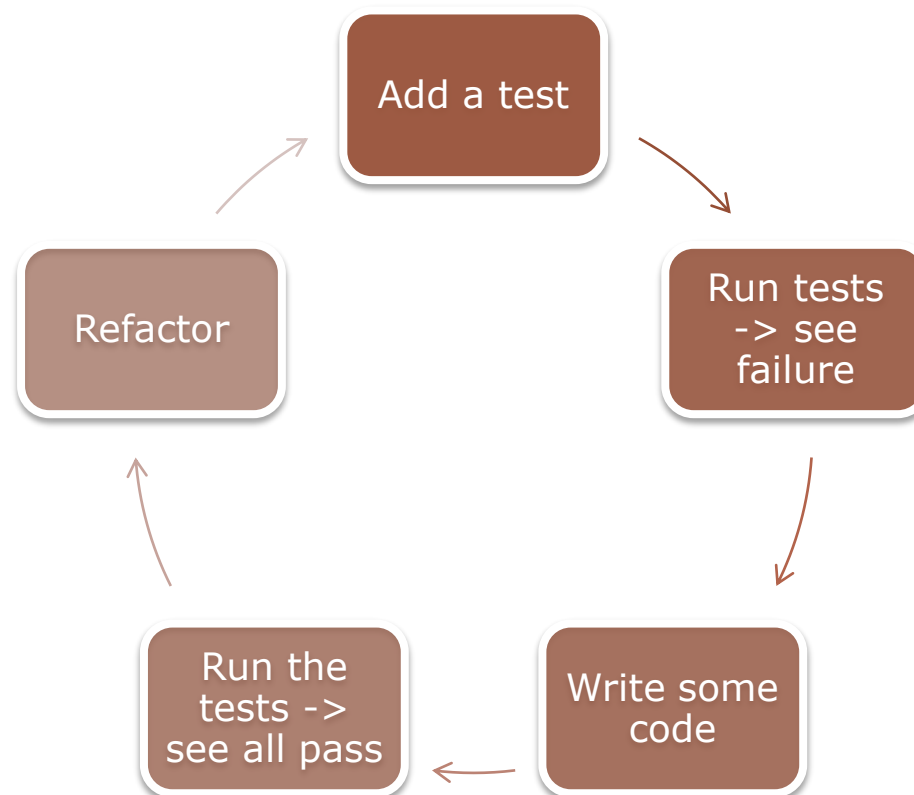 Add a test
Run tests
-> see
failure
Write some
code
Run the
tests ->
see all pass
Refactor